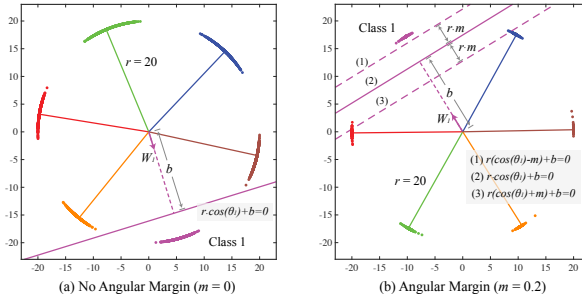 20
15
10
5
0
-5
-10
-15
-20
-20 -15 -10 -5 0 5 10 15 20
r = 20
W₁
b
r·cos(θ₁)+b=0
Class 1
(a) No Angular Margin (m = 0)
20
15
10
5
0
-5
-10
-15
-20
-20 -15 -10 -5 0 5 10 15 20
Class 1
r·m
r·m
(1)
(2)
(3)
b
W₁
(1) r(cos(θ₁)-m)+b=0
(2) r·cos(θ₁)+b=0
(3) r(cos(θ₁)+m)+b=0
r = 20
(b) Angular Margin (m = 0.2)